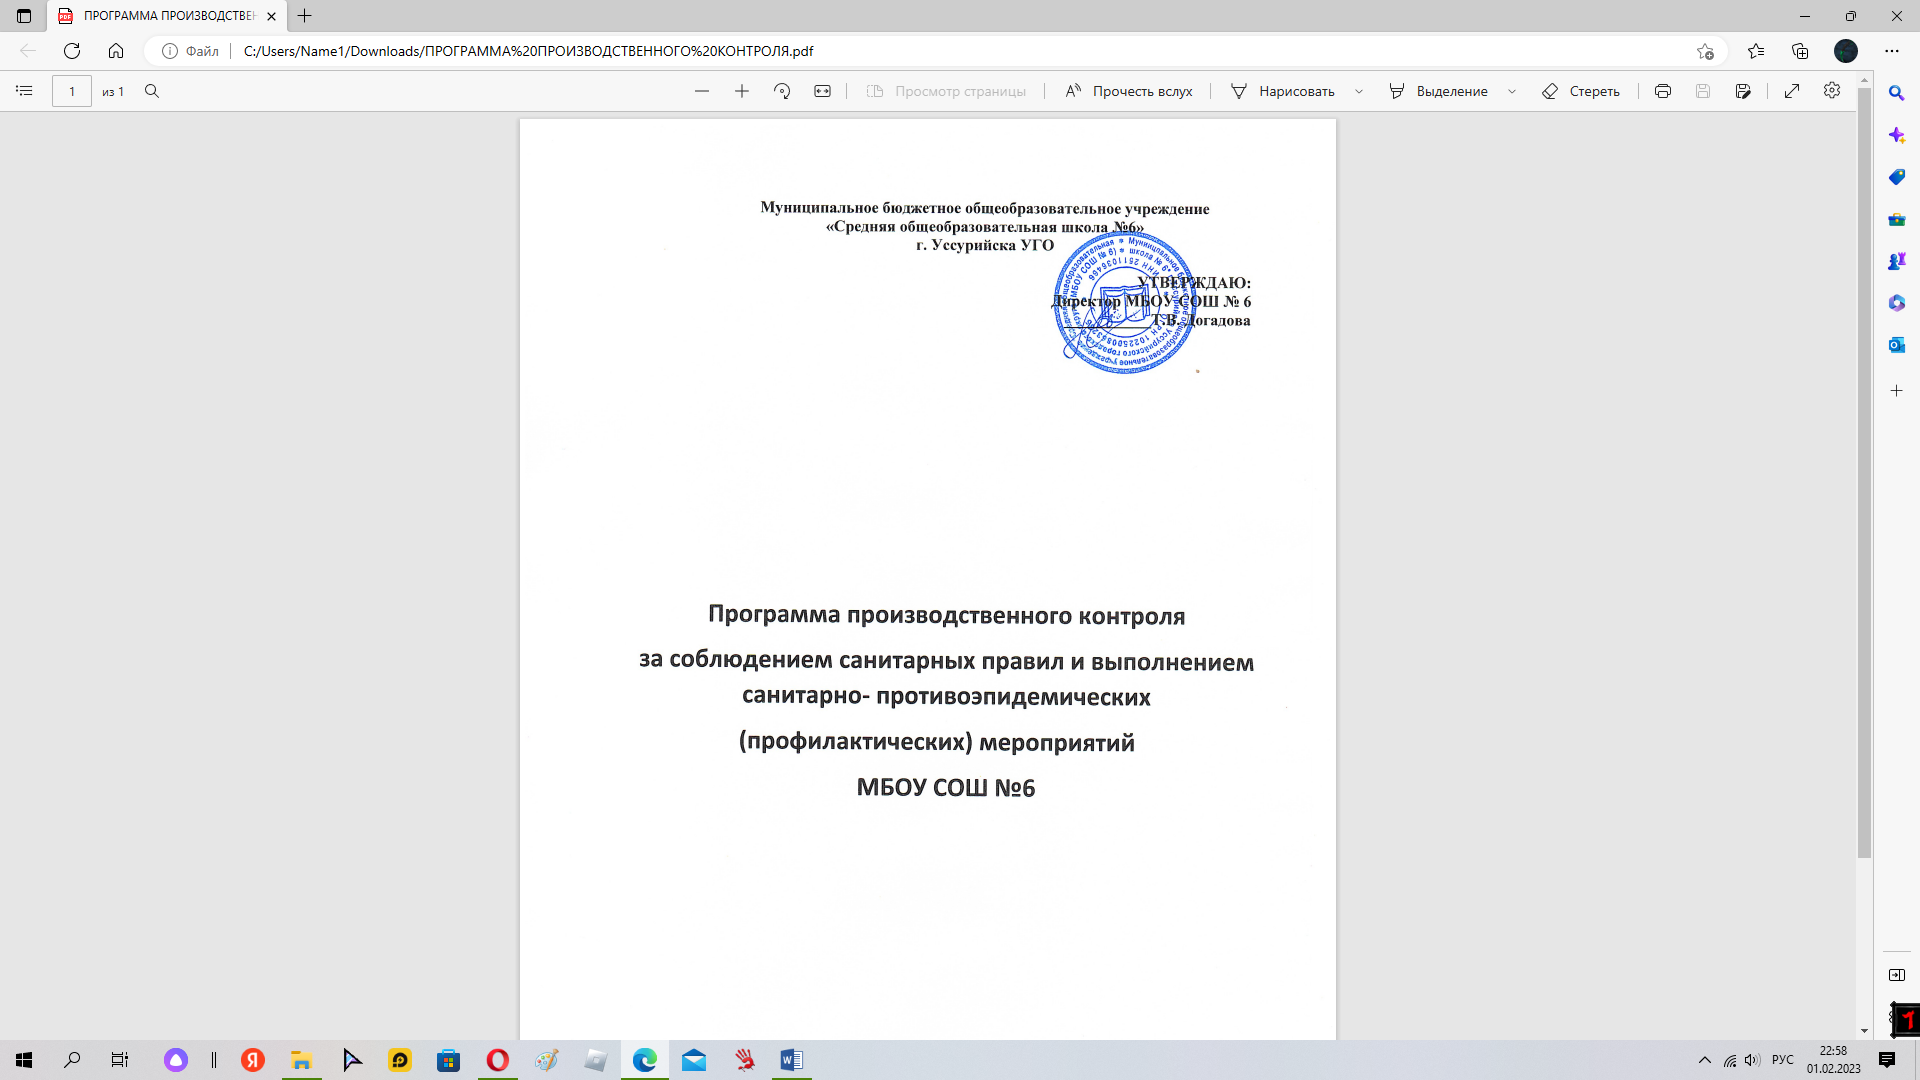 ПРОГРАММА ПРОИЗВОДСТВЕН
Файл
C:/Users/Name1/Downloads/ПРОГРАММА%20ПРОИЗВОДСТВЕННОГО%20КОНТРОЛЯ.pdf
1 из 1
Просмотр страницы
Прочесть вслух
Нарисовать
Выделение
Стереть
Муниципальное бюджетное общеобразовательное учреждение
«Средняя общеобразовательная школа №6»
г. Уссурийска УГО
УТВЕРЖДАЮ:
Директор МБОУ СОШ № 6
Т.В. Догадова
Программа производственного контроля
за соблюдением санитарных правил и выполнением
санитарно- противоэпидемических
(профилактических) мероприятий
МБОУ СОШ №6
РУС
22:58
01.02.2023